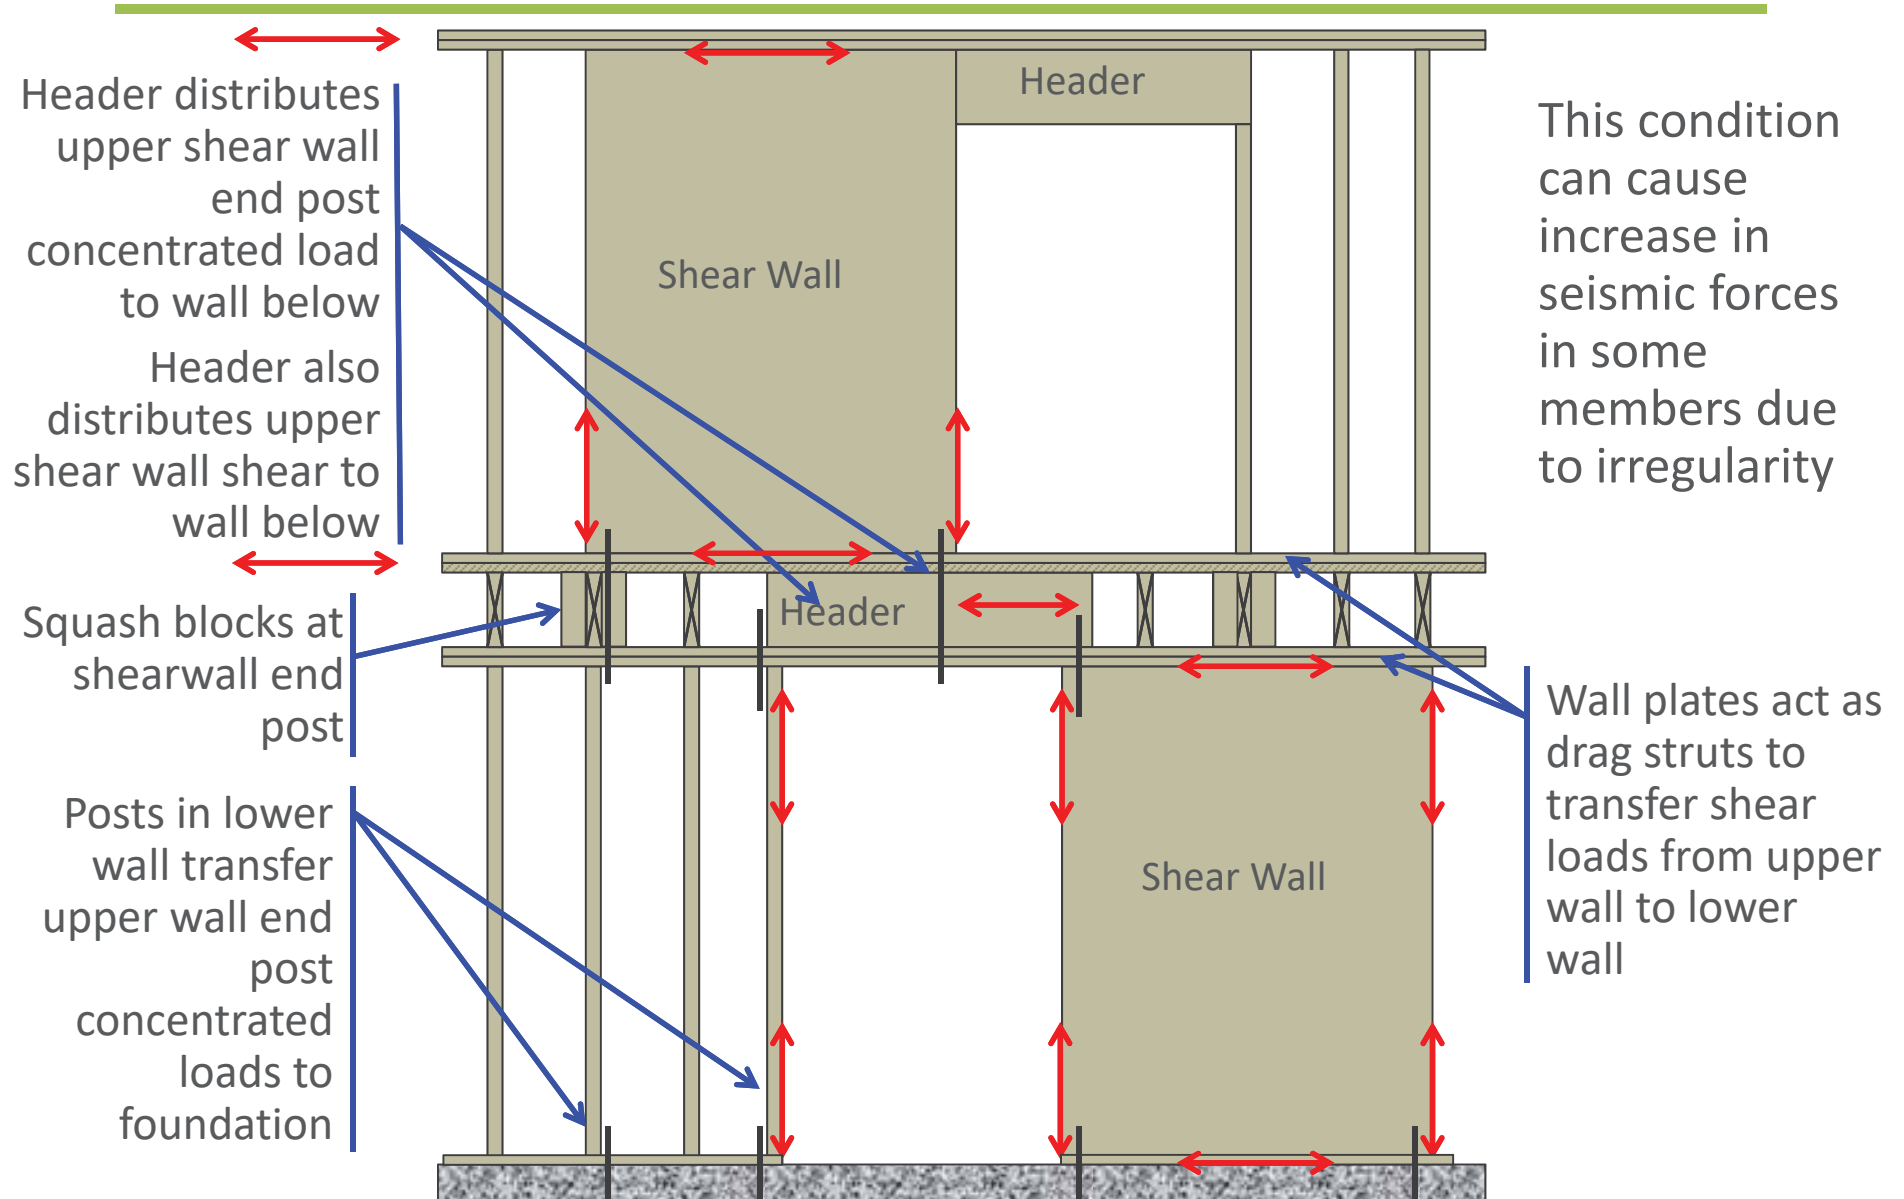 Header distributes
upper shear wall
end post
concentrated load
to wall below
Header also
distributes upper
shear wall shear to
wall below
Squash blocks at
shearwall end
post
Posts in lower
wall transfer
upper wall end
post
concentrated
loads to
foundation
Header
Shear Wall
Header
Shear Wall
This condition
can cause
increase in
seismic forces
in some
members due
to irregularity
Wall plates act as
drag struts to
transfer shear
loads from upper
wall to lower
wall